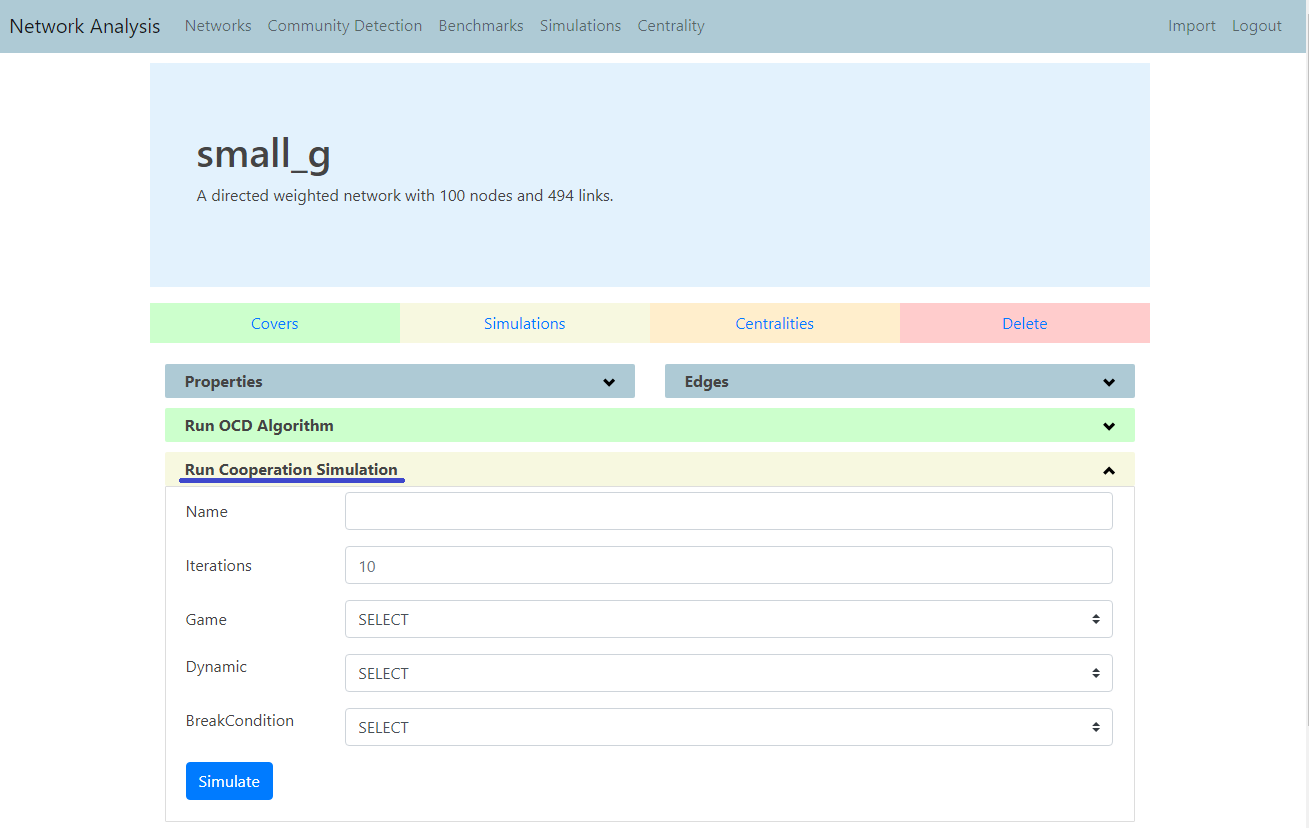 Network Analysis Networks Community Detection Benchmarks Simulations Centrality Import Logout
small_g
A directed weighted network with 100 nodes and 494 links.
Covers Simulations Centralities Delete
Properties Edges
Run OCD Algorithm
Run Cooperation Simulation
Name
Iterations 10
Game SELECT
Dynamic SELECT
BreakCondition SELECT
Simulate